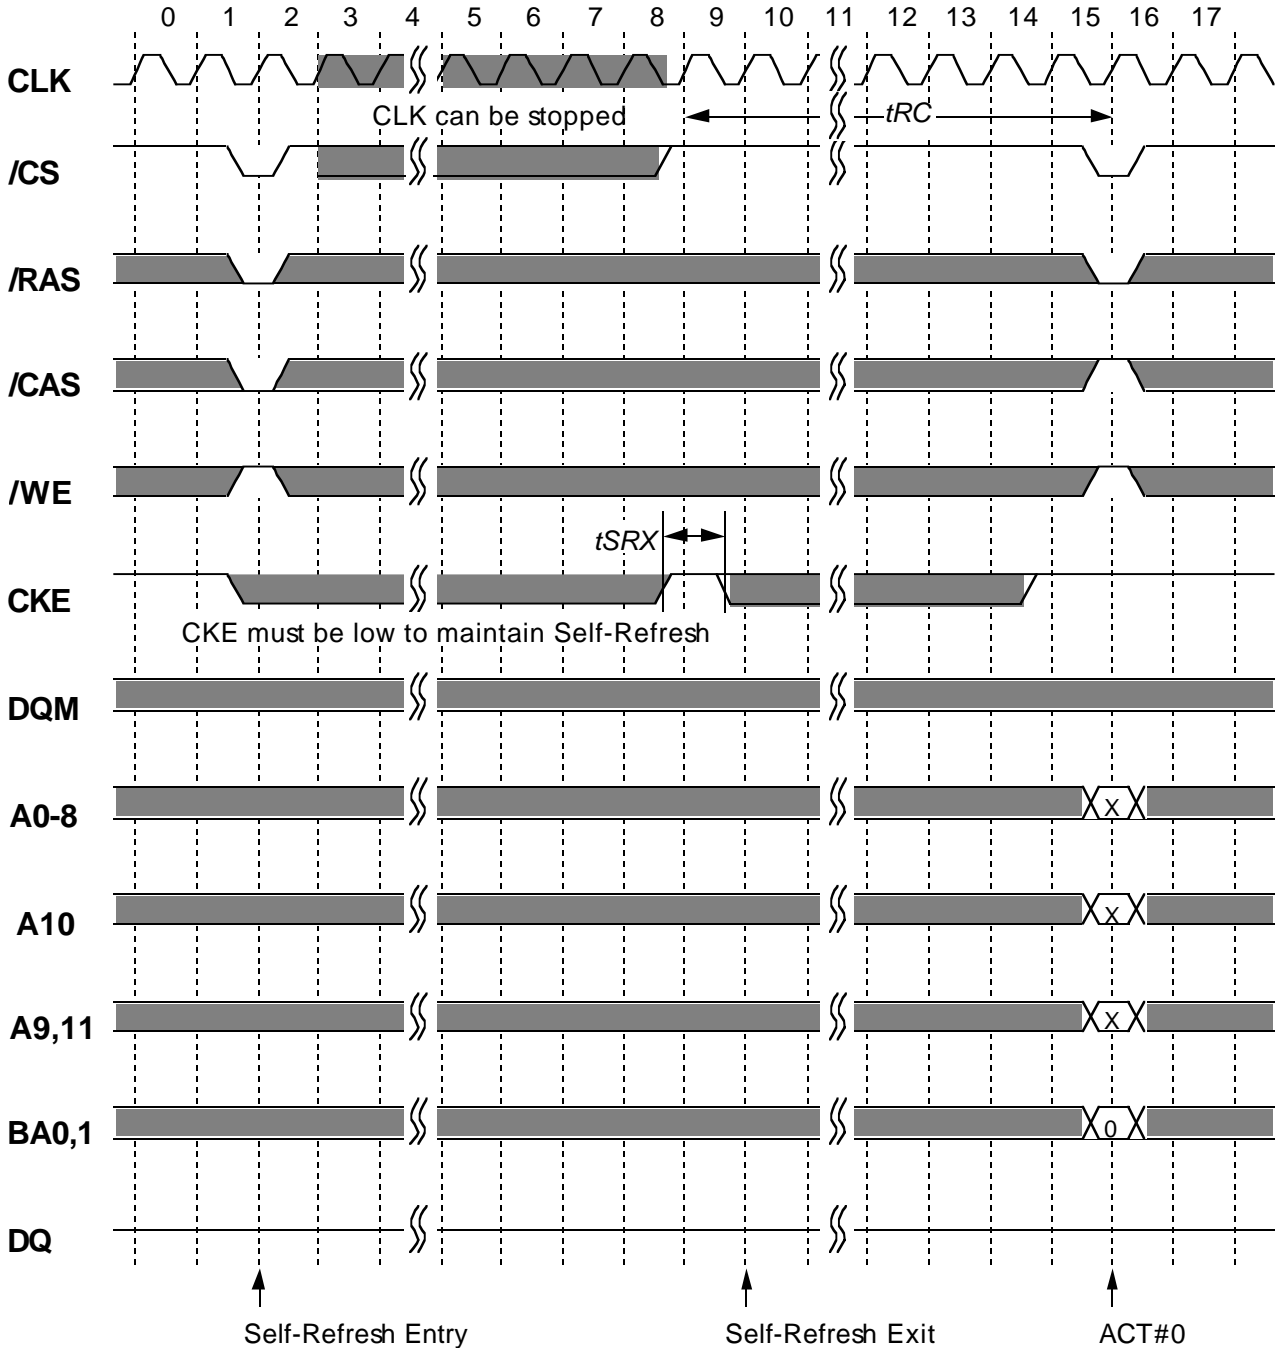 0 1 2 3 4 5 6 7 8 9 10 11 12 13 14 15 16 17
CLK
CLK can be stopped
tRC
/CS
/RAS
/CAS
/WE
tSRX
CKE
CKE must be low to maintain Self-Refresh
DQM
A0-8
X
A10
X
A9,11
X
BA0,1
0
DQ
Self-Refresh Entry
Self-Refresh Exit
ACT#0